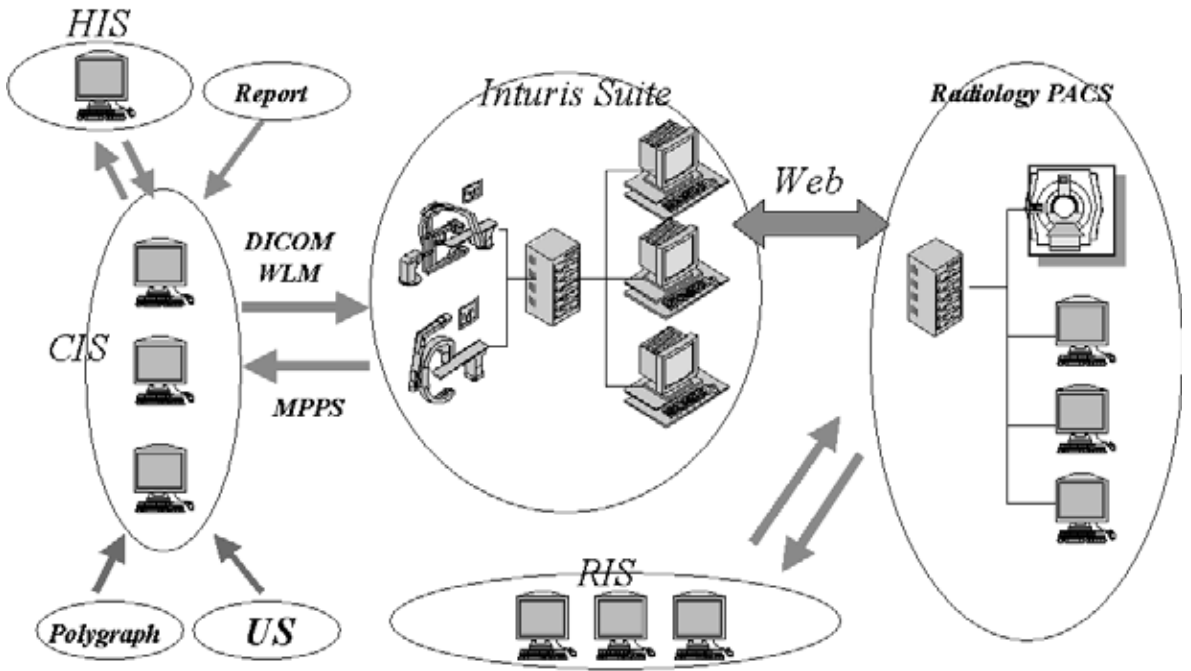 HIS
Report
Inturis Suite
Radiology PACS
Web
DICOM
WLM
CIS
MPPS
RIS
Polygraph
US